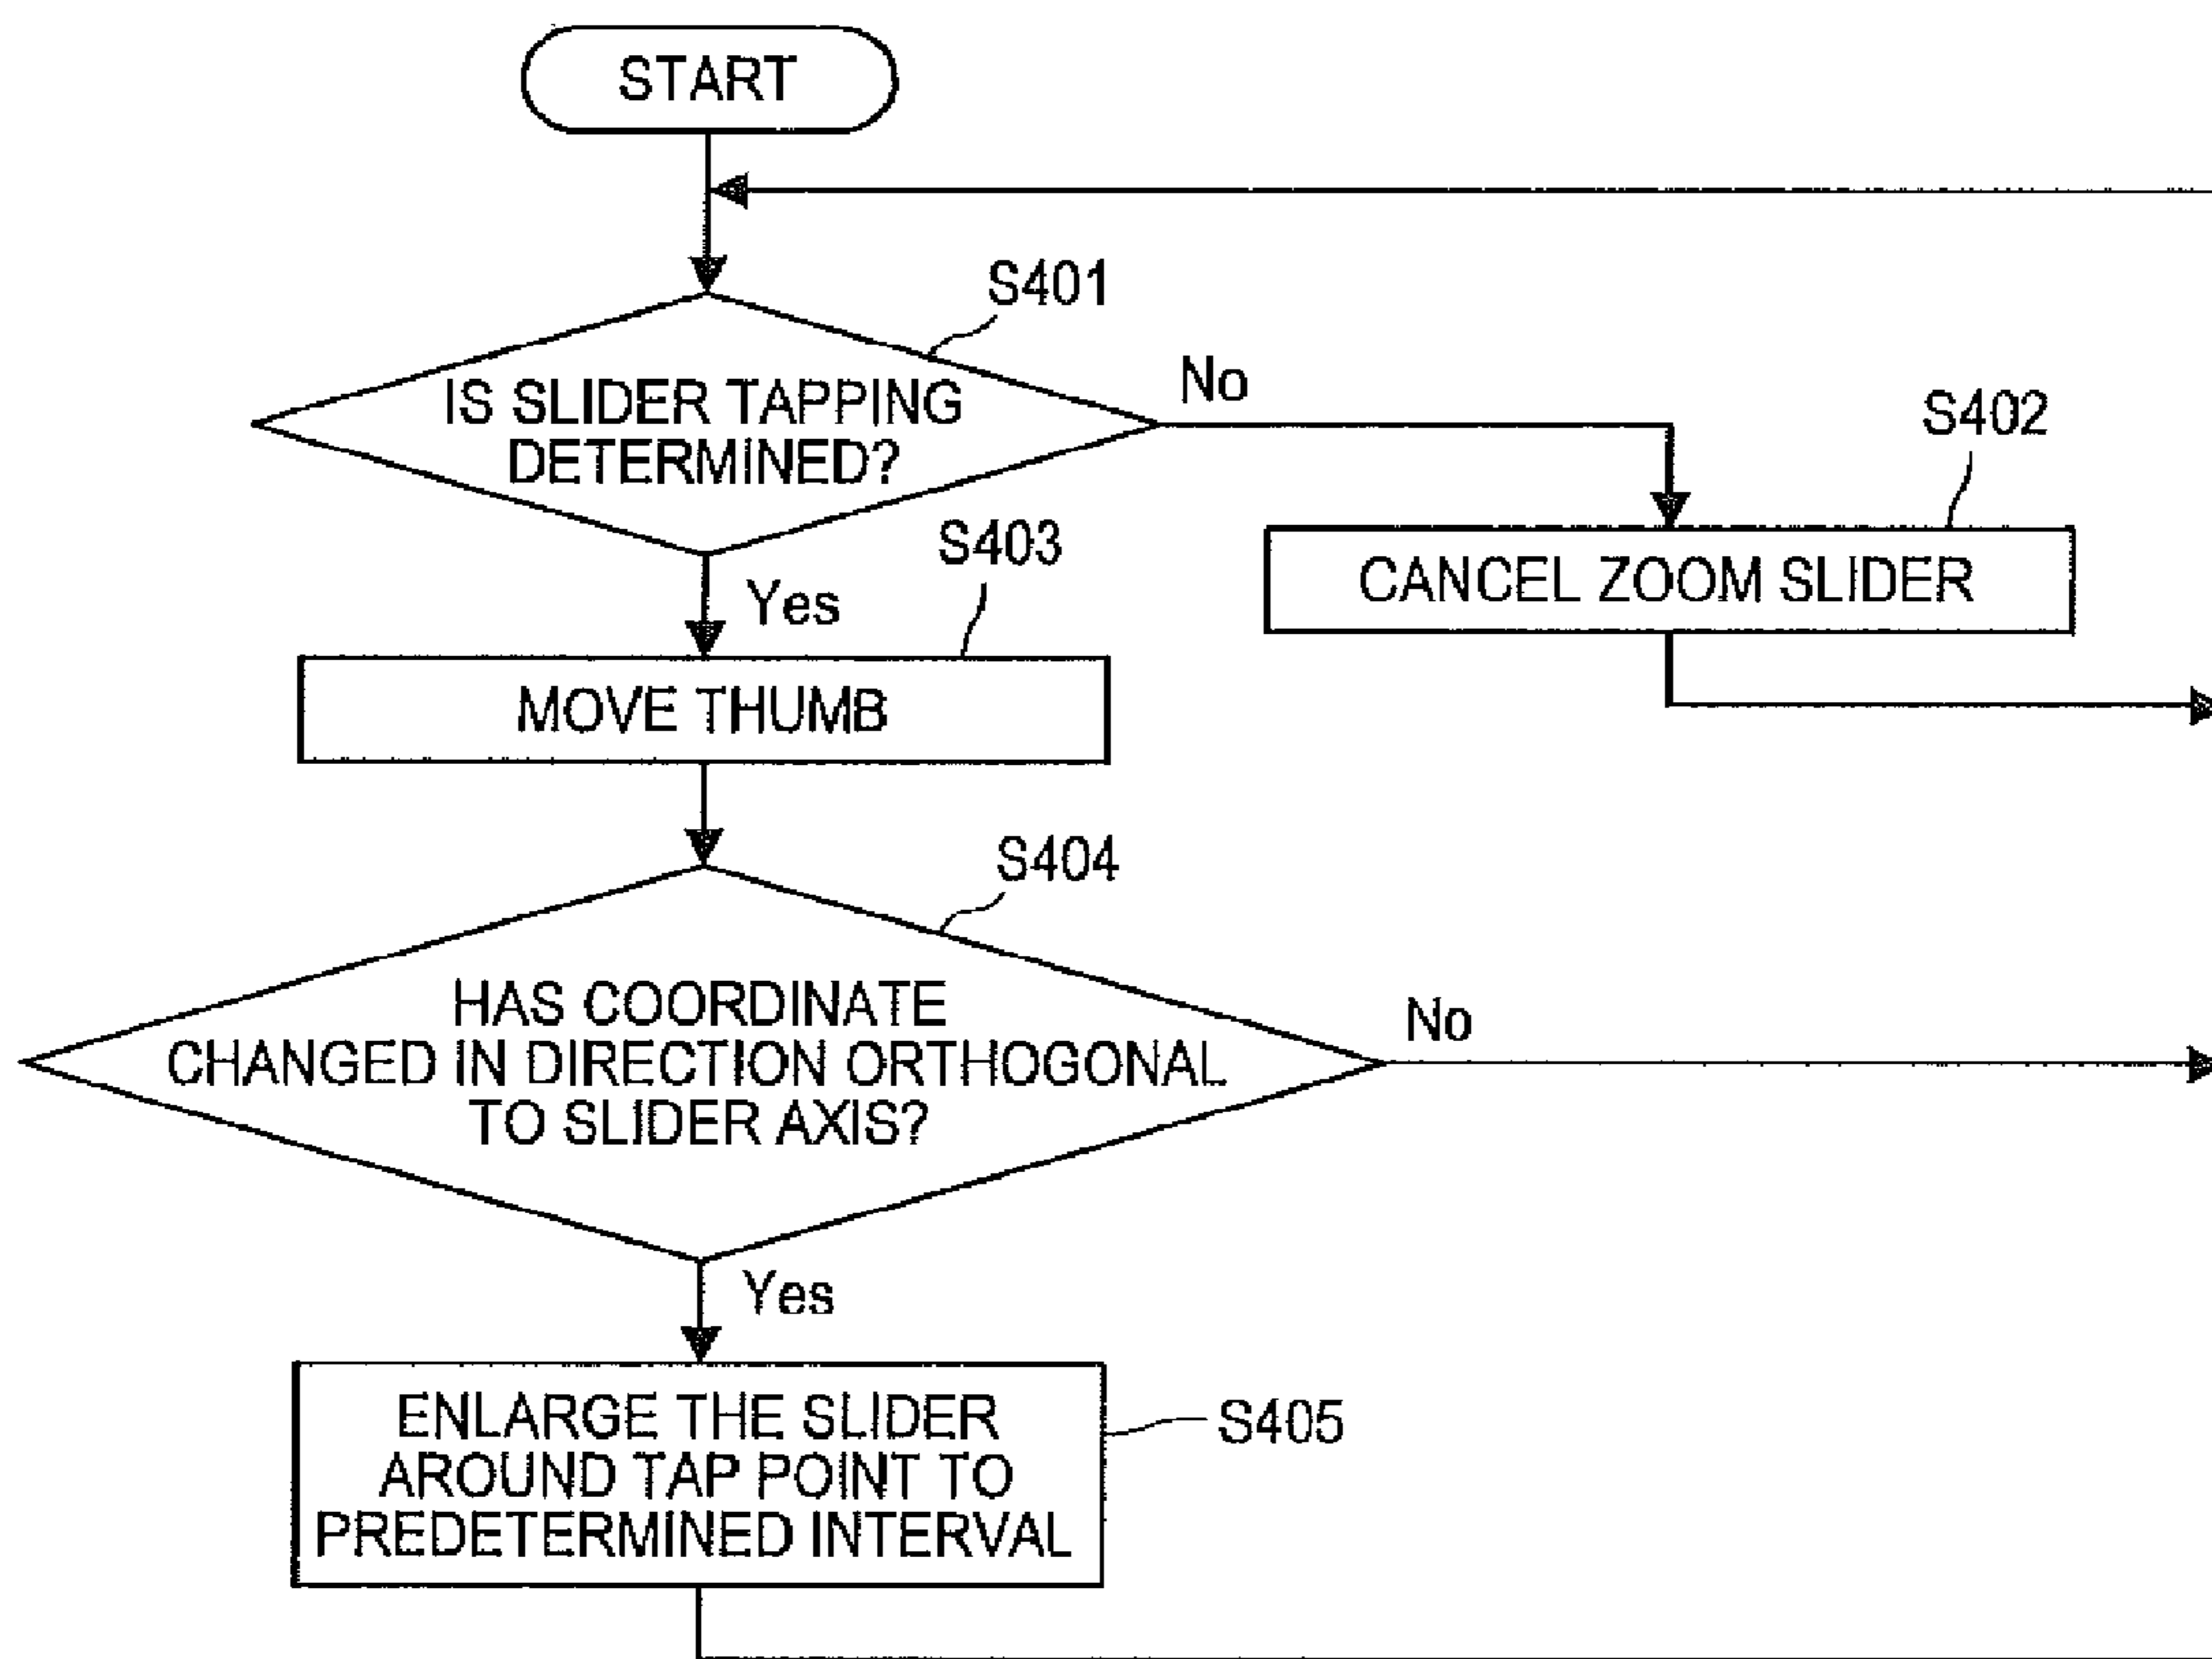 START
S401
IS SLIDER TAPPING
DETERMINED?
No
S402
CANCEL ZOOM SLIDER
Yes
S403
MOVE THUMB
S404
HAS COORDINATE
CHANGED IN DIRECTION ORTHOGONAL
TO SLIDER AXIS?
No
Yes
ENLARGE THE SLIDER
AROUND TAP POINT TO
PREDETERMINED INTERVAL
S405